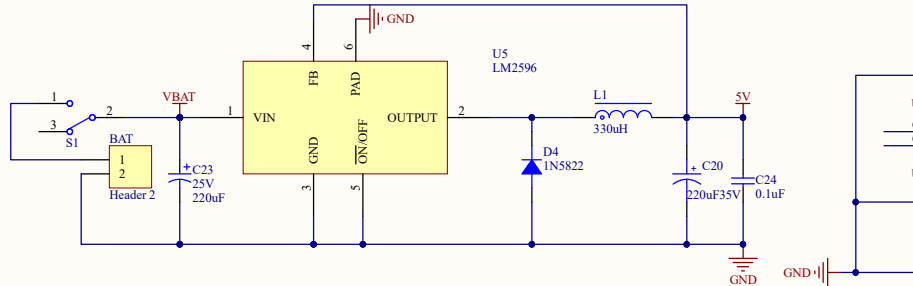 GND
4
6
U5
LM2596
FB
PAD
1
2
VBAT
1
VIN
OUTPUT
2
L1
330uH
5V
3
S1
BAT
1
2
Header 2
C23
25V
220uF
GND
ON/OFF
3
5
D4
1N5822
C20
220uF35V
C24
0.1uF
GND
GND